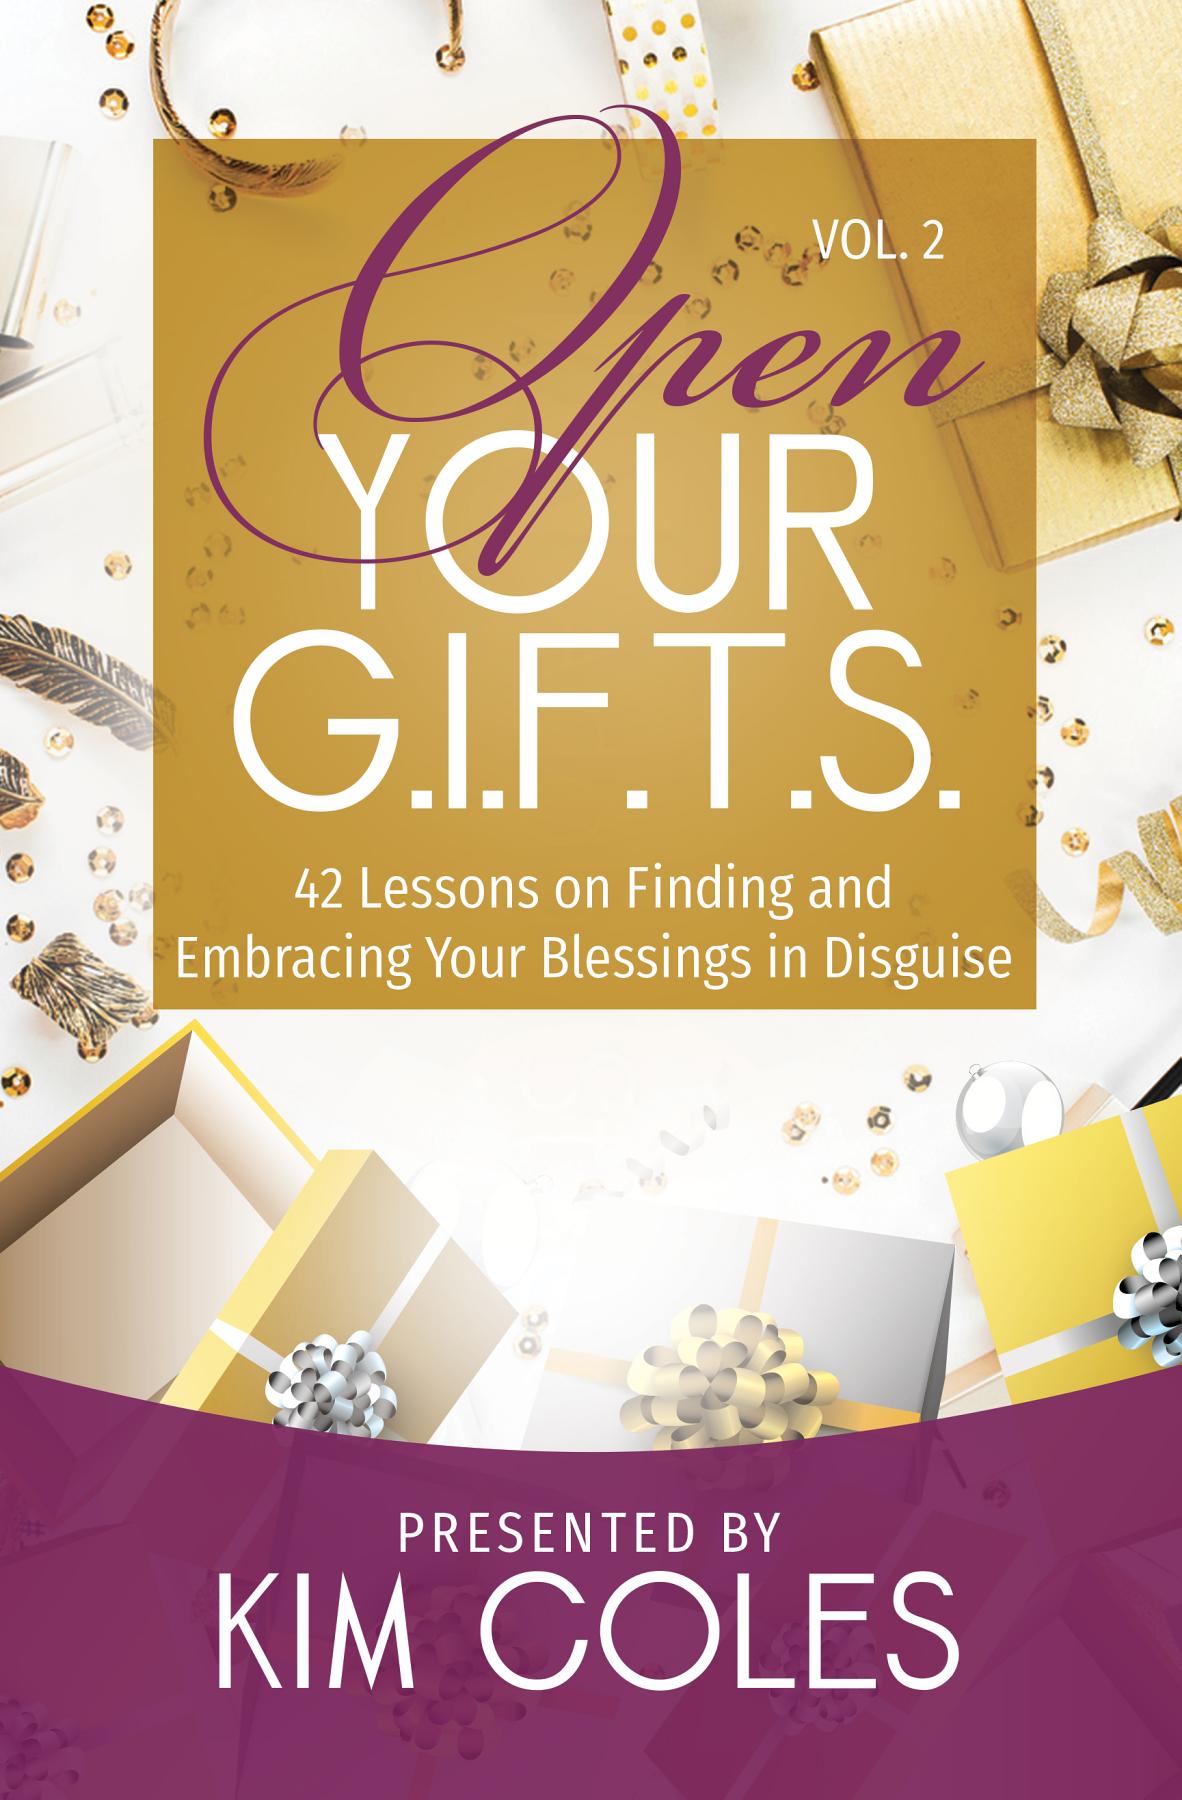 VOL. 2
Open
YOUR
G.I.F.T.S.
42 Lessons on Finding and
Embracing Your Blessings in Disguise
PRESENTED BY
KIM COLES